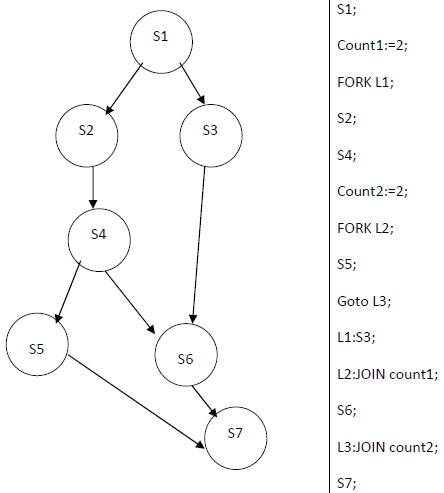 S1
S2
S3
S4
S5
S6
S7
S1;
Count1:=2;
FORK L1;
S2;
S4;
Count2:=2;
FORK L2;
S5;
Goto L3;
L1:S3;
L2:JOIN count1;
S6;
L3:JOIN count2;
S7;